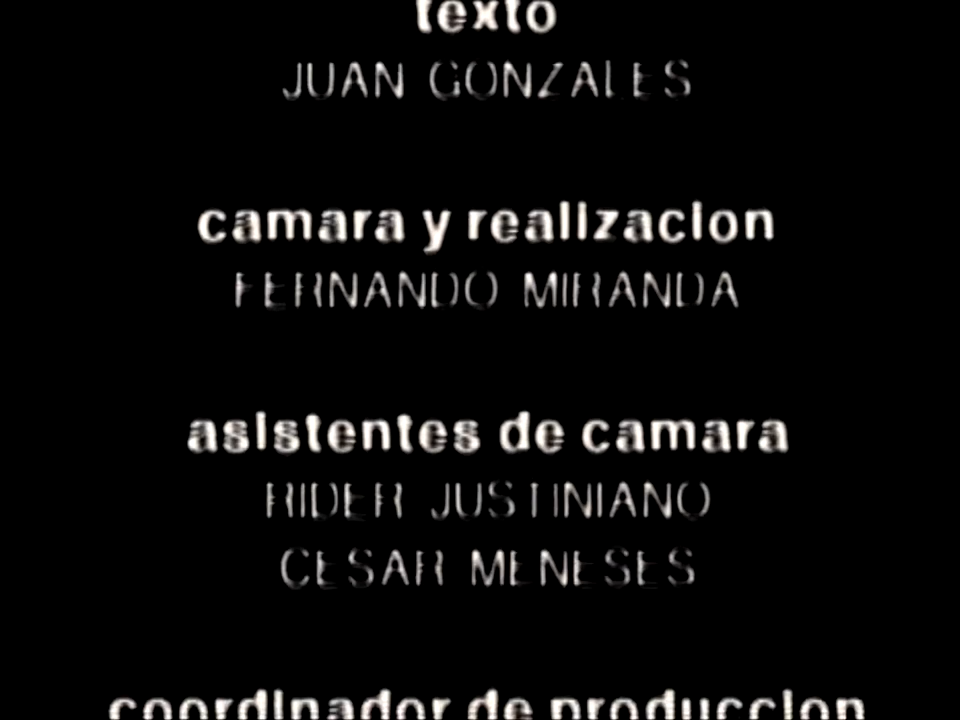 texto
JUAN GONZALES
camara y realizacion
FERNANDO MIRANDA
asistentes de camara
RIDER JUSTINIANO
CESAR MENESES
coordinador de produccion